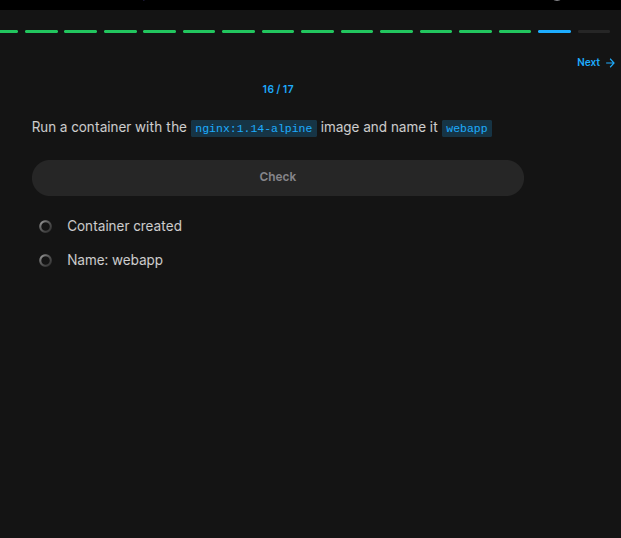 Next →
16 / 17
Run a container with the nginx:1.14-alpine image and name it webapp
Check
Container created
Name: webapp